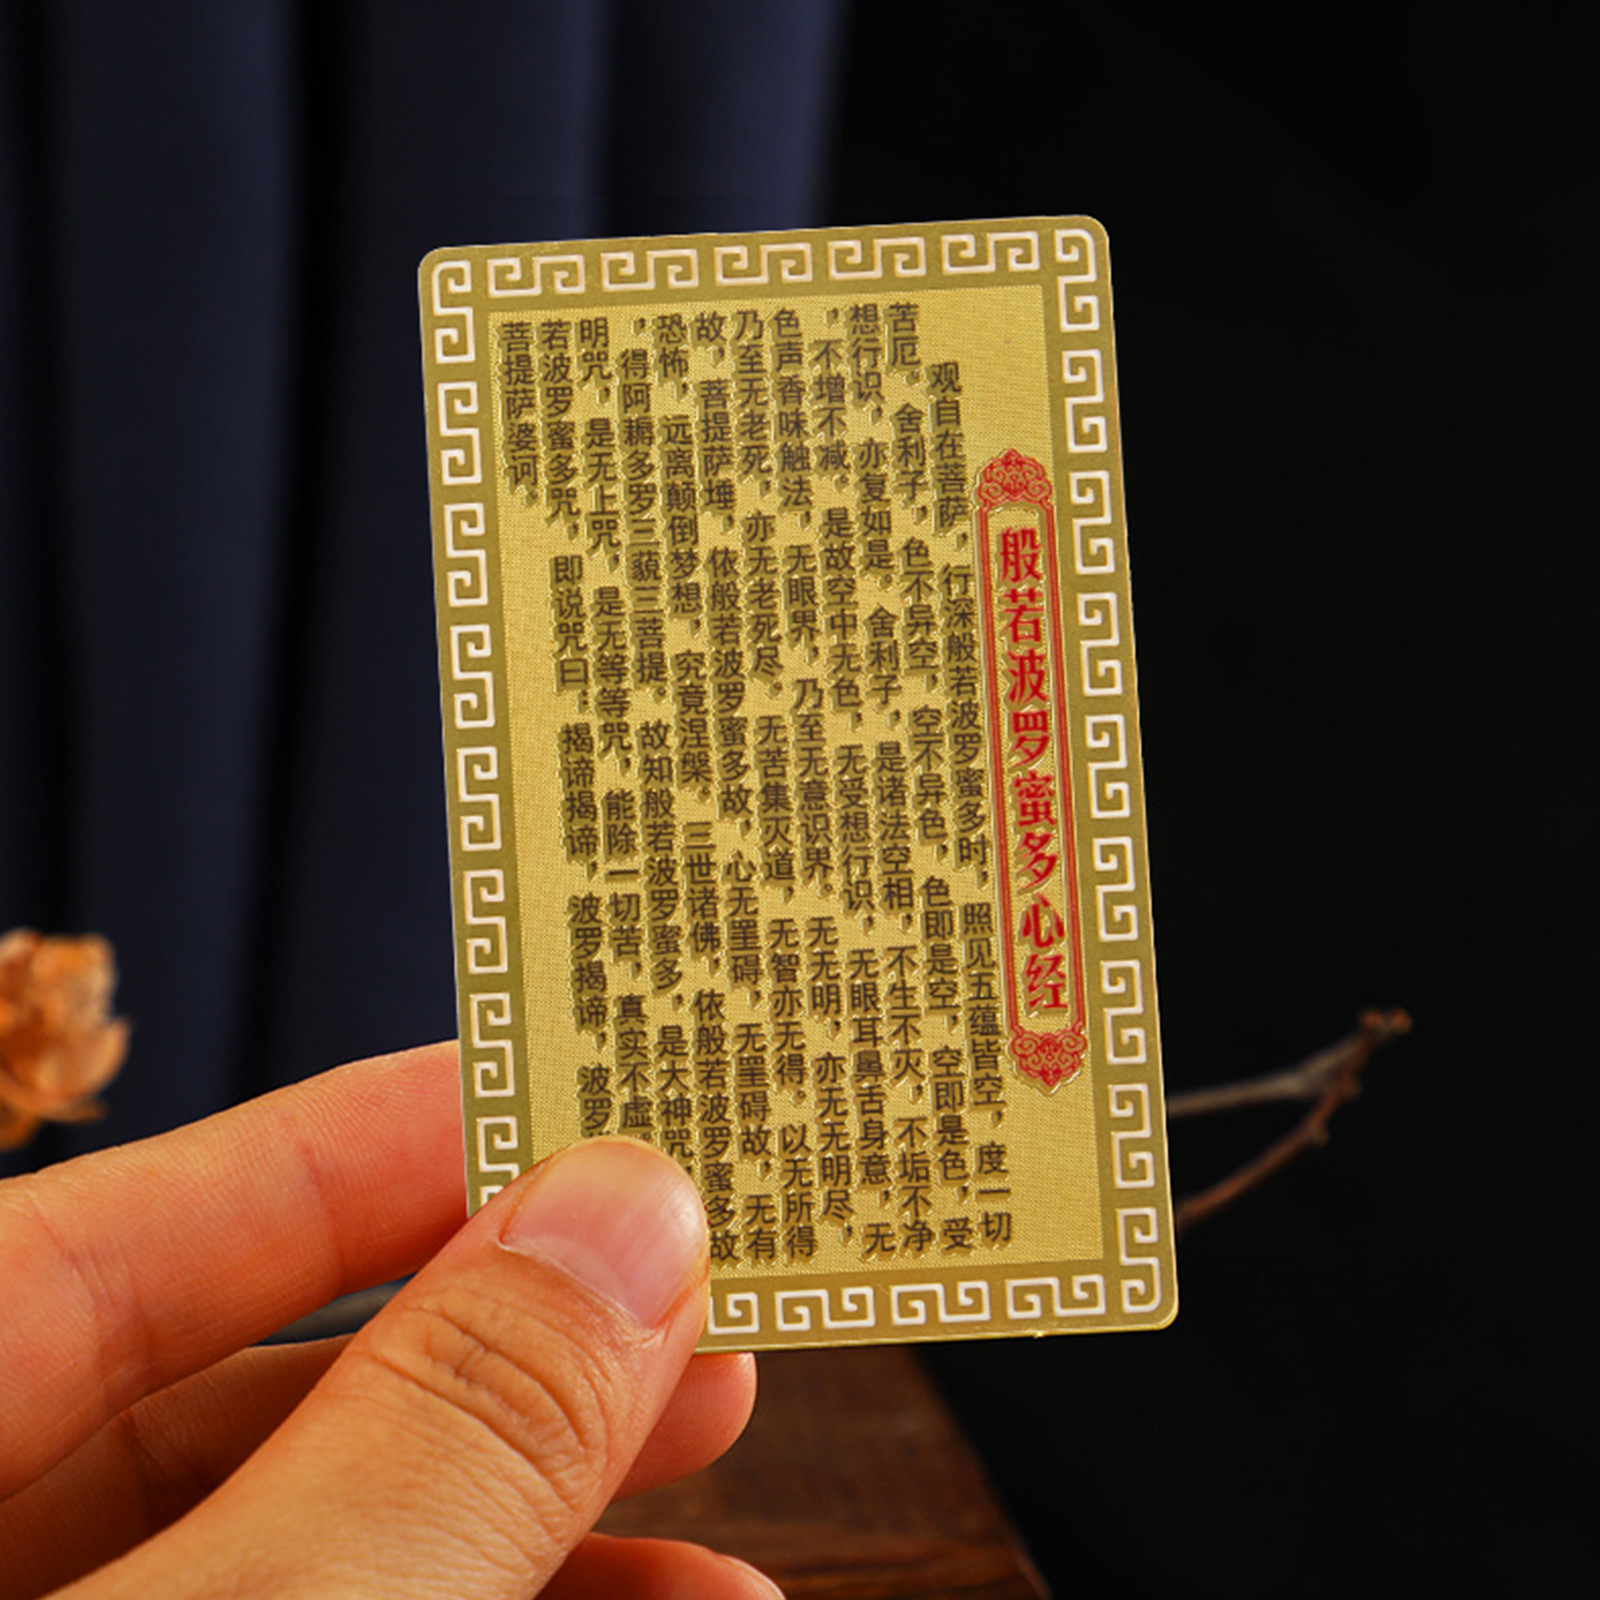 般若波罗蜜多心经
观自在菩萨，行深般若波罗蜜多时，照见五蕴皆空，度一切
苦厄。舍利子，色不异空，空不异色，色即是空，空即是色，受
想行识，亦复如是。舍利子，是诸法空相，不生不灭，不垢不净
，不增不减。是故空中无色，无受想行识，无眼耳鼻舌身意，无
色声香味触法，无眼界，乃至无意识界。无无明，亦无无明尽，
乃至无老死，亦无老死尽。无苦集灭道，无智亦无得。以无所得
故，菩提萨埵，依般若波罗蜜多故，心无罣碍，无罣碍故，无有
恐怖，远离颠倒梦想，究竟涅槃。三世诸佛，依般若波罗蜜多故
，得阿耨多罗三藐三菩提。故知般若波罗蜜多，是大神咒，
明咒，是无上咒，是无等等咒，能除一切苦，真实不虚
若波罗蜜多咒，即说咒曰：揭谛揭谛，波罗揭谛，波罗
菩提萨婆诃。